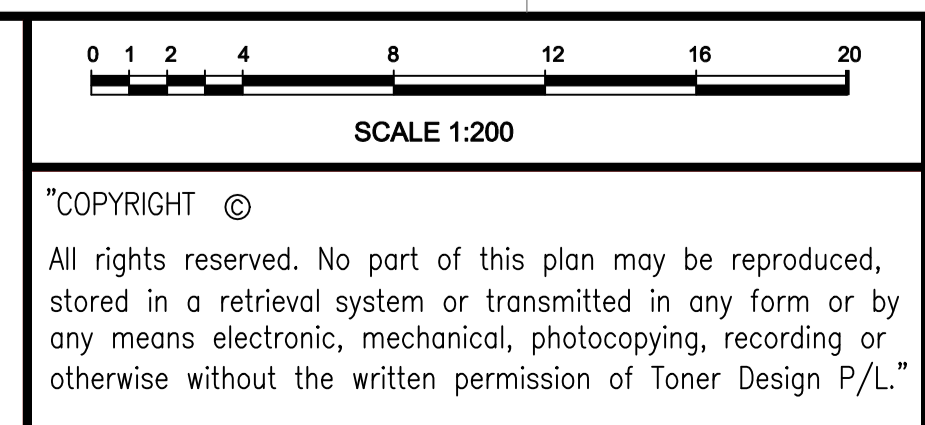 0 1 2 4 8 12 16 20
SCALE 1:200
"COPYRIGHT ©
All rights reserved. No part of this plan may be reproduced,
stored in a retrieval system or transmitted in any form or by
any means electronic, mechanical, photocopying, recording or
otherwise without the written permission of Toner Design P/L."